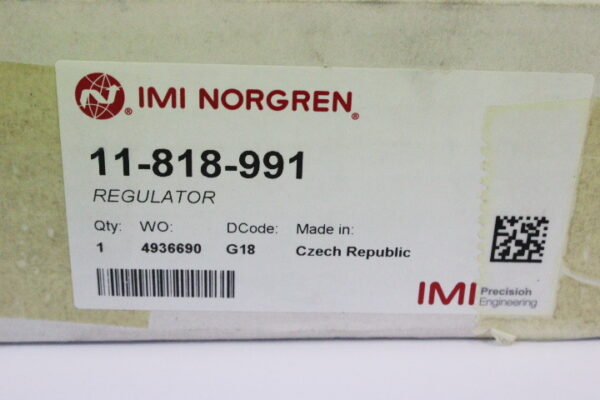 IMI NORGREN®
11-818-991
REGULATOR
Qty: WO: DCode: Made in:
1 4936690 G18 Czech Republic
IMI Precision
Engineering